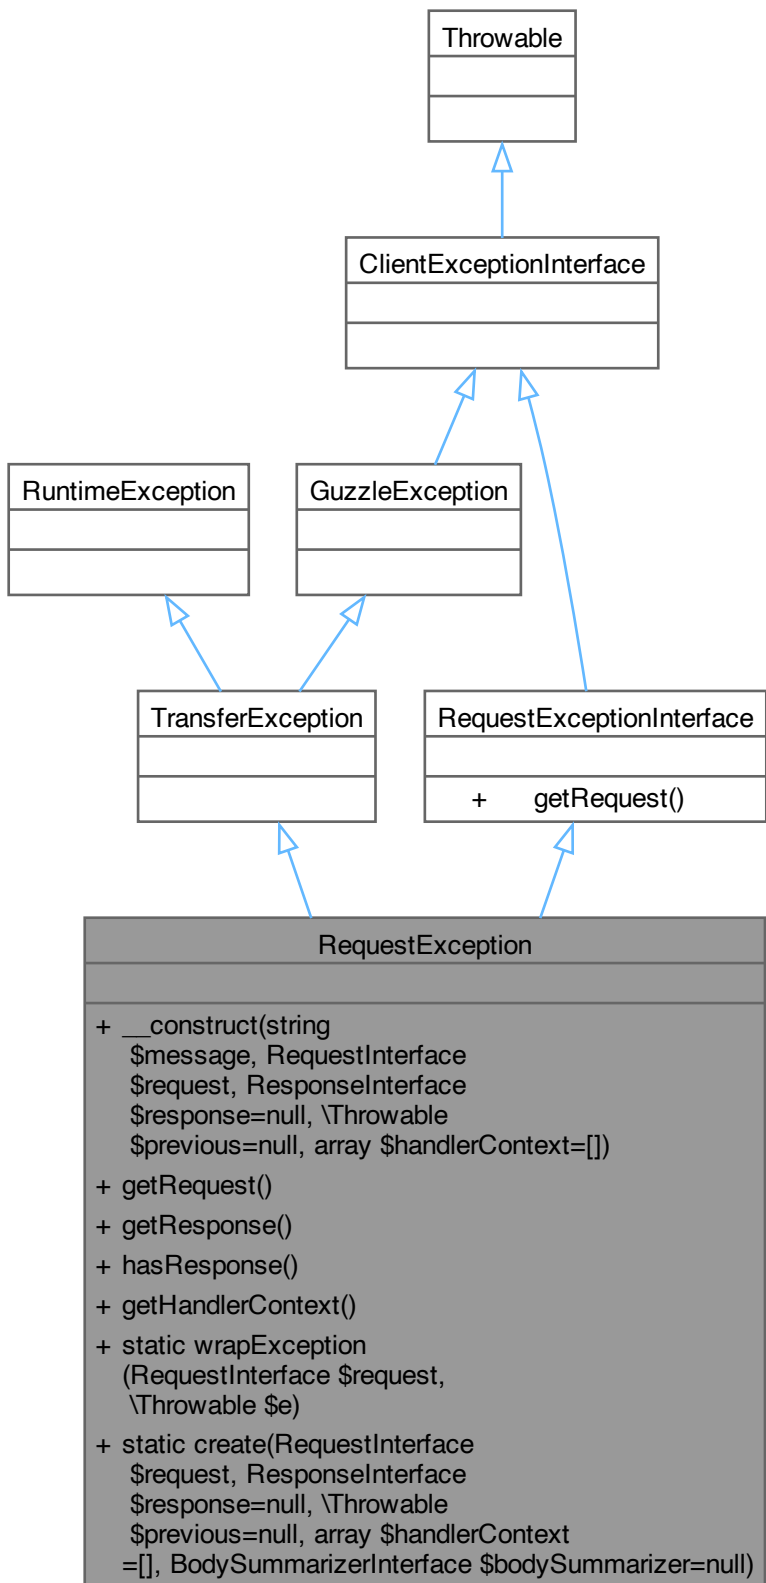 Throwable
ClientExceptionInterface
RuntimeException
GuzzleException
TransferException
RequestExceptionInterface
+ getRequest()
RequestException
+ __construct(string
$message, RequestInterface
$request, ResponseInterface
$response=null, \Throwable
$previous=null, array $handlerContext=[])
+ getRequest()
+ getResponse()
+ hasResponse()
+ getHandlerContext()
+ static wrapException
(RequestInterface $request,
\Throwable $e)
+ static create(RequestInterface
$request, ResponseInterface
$response=null, \Throwable
$previous=null, array $handlerContext
=[], BodySummarizerInterface $bodySummarizer=null)